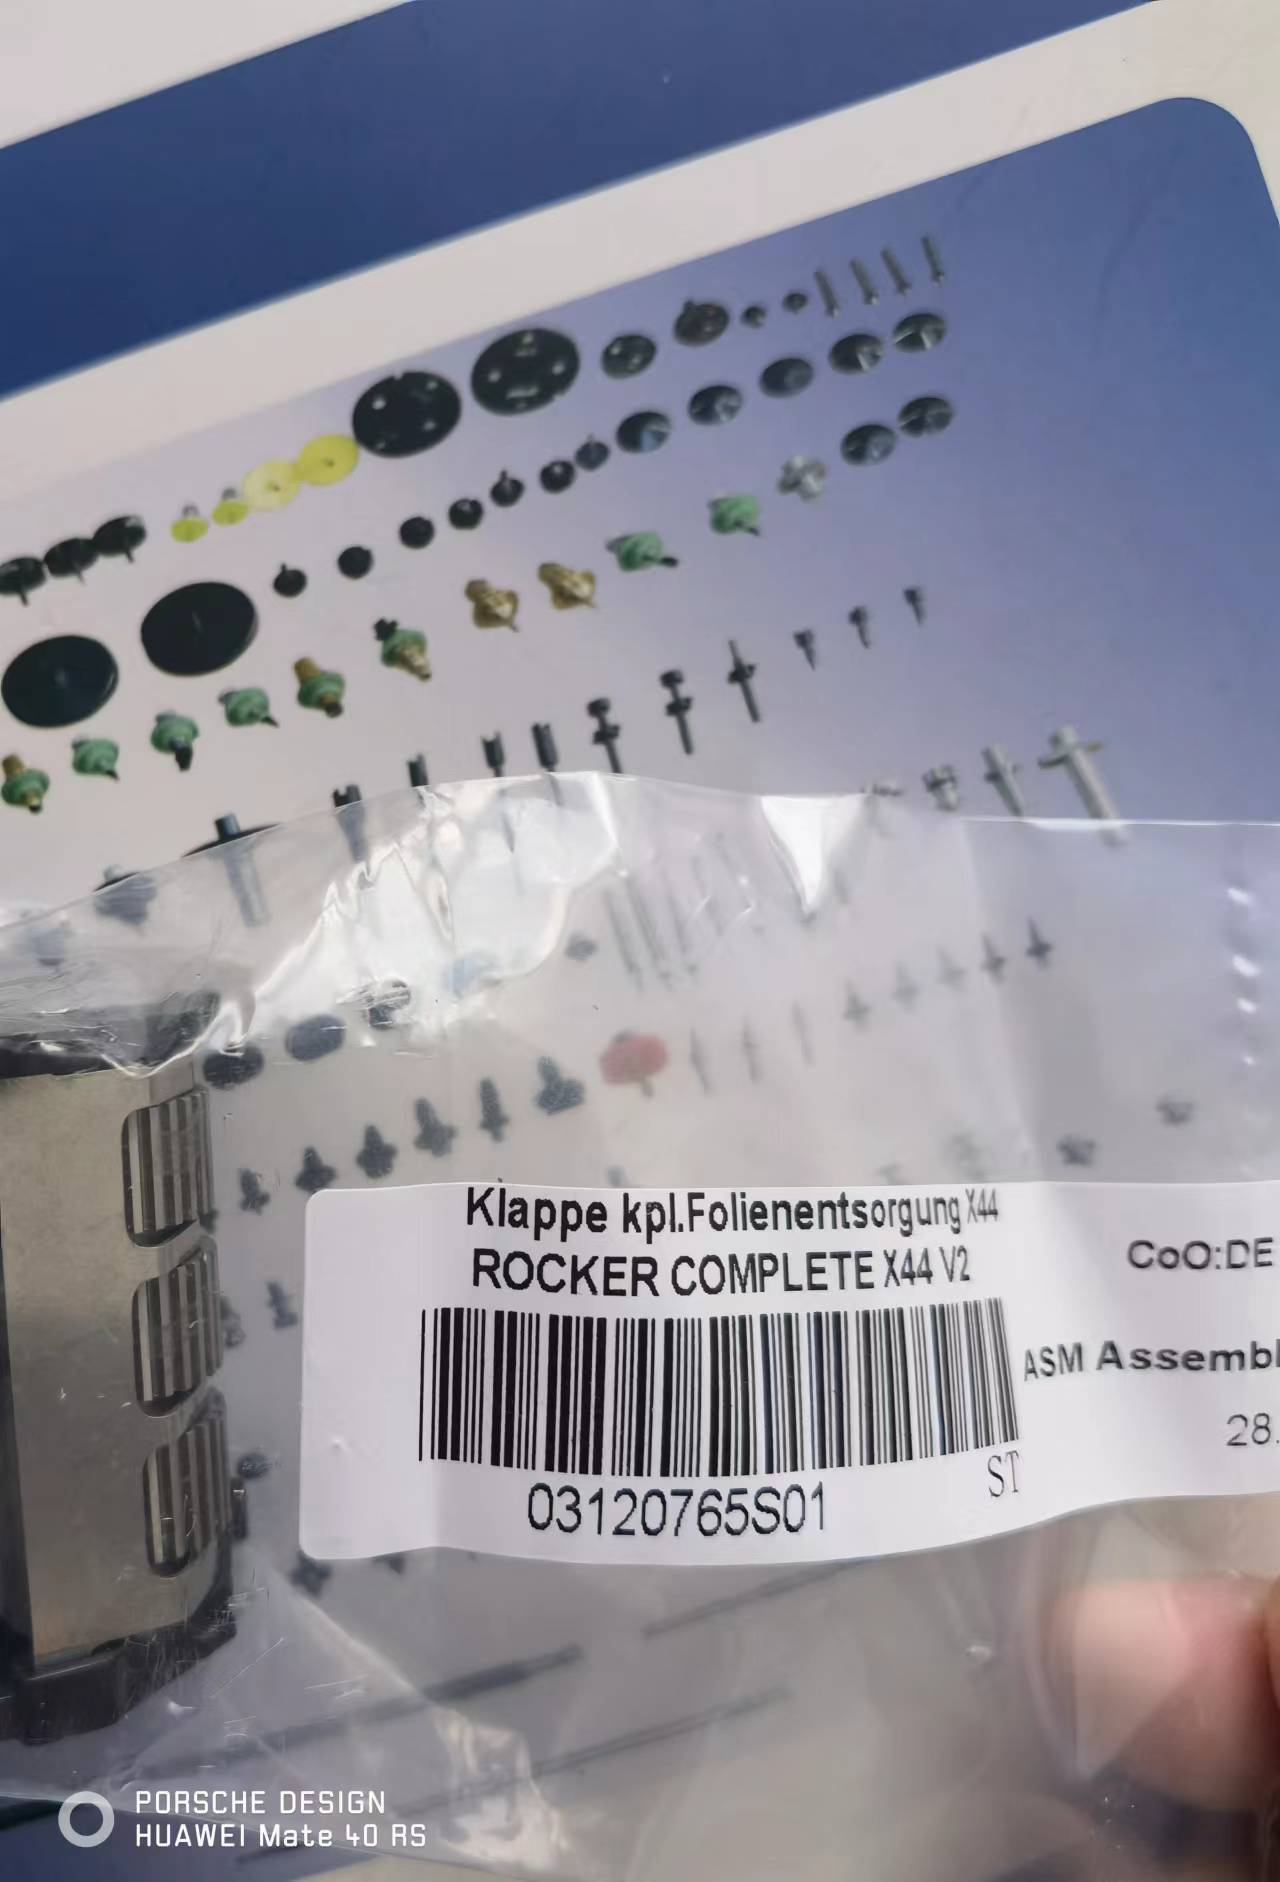 Klappe kpl.Folienentsorgung X44
ROCKER COMPLETE X44 V2
CoO:DE
ASM Assembl
28.
ST
03120765S01
PORSCHE DESIGN
HUAWEI Mate 40 RS